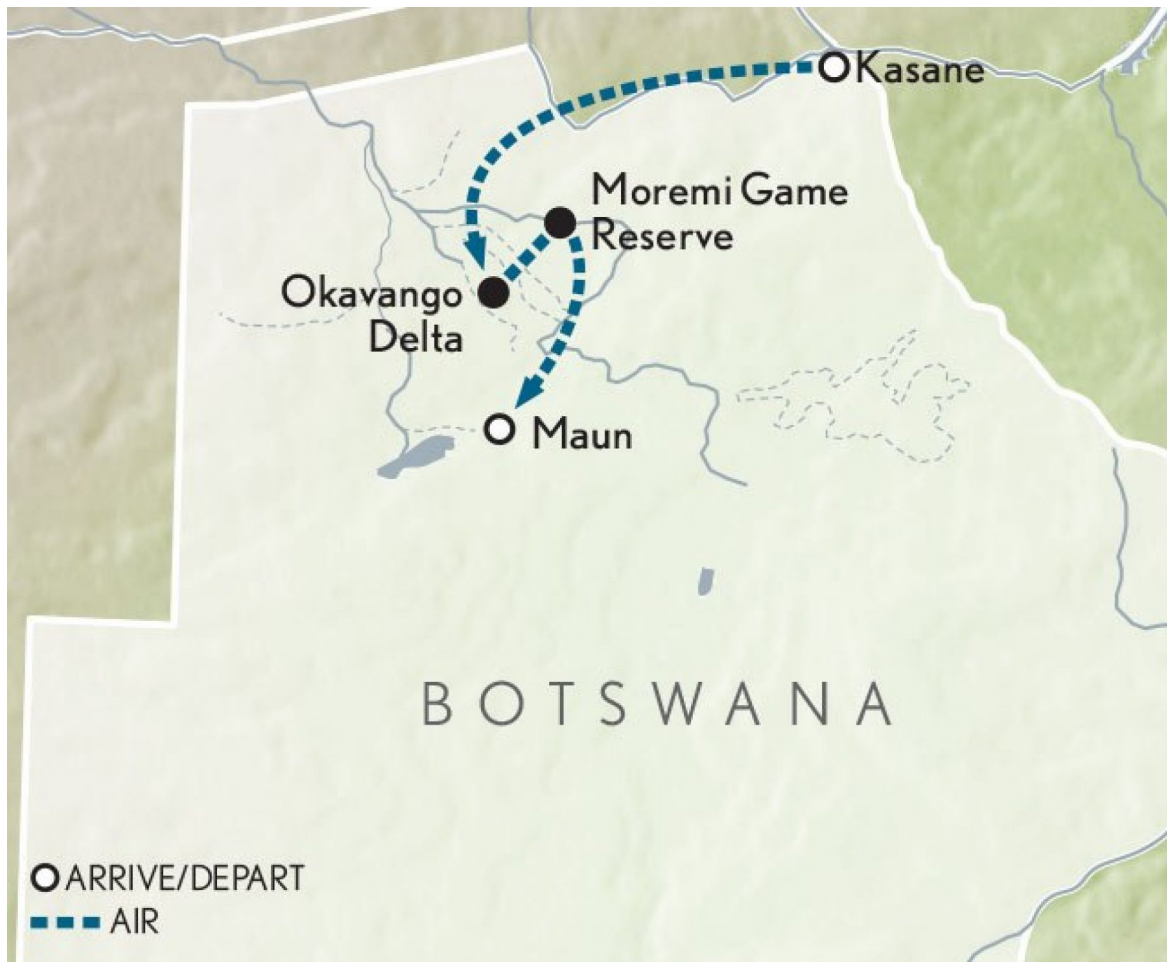 Kasane
Moremi Game
Reserve
Okavango
Delta
Maun
BOTSWANA
ARRIVE/DEPART
AIR